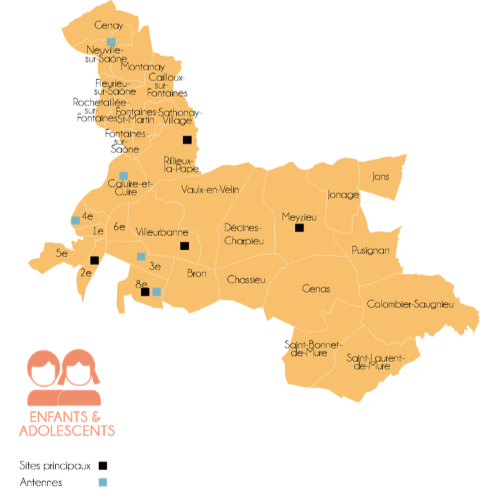 Genay
Neuville-
sur-Saône
Montanay
Cailloux-
sur-
Fontaines
Fleurieu-
sur-Saône
Rochetaillée-
sur-
Fontaines
Fontaines-
St-Martin
Sathonay-
Village
Fontaines-
sur-
Saône
Rillieux-
la-Pape
Caluire-et-
Cuire
Vaulx-en-Velin
Jons
Jonage
4e
1e
6e
Villeurbanne
Décines-
Charpieu
Meyzieu
Pusignan
5e
2e
3e
8e
Bron
Chassieu
Genas
Colombier-Saugnieu
Saint-Bonnet-
de-Mure
Saint-Laurent-
de-Mure
ENFANTS &
ADOLESCENTS
Sites principaux
Antennes